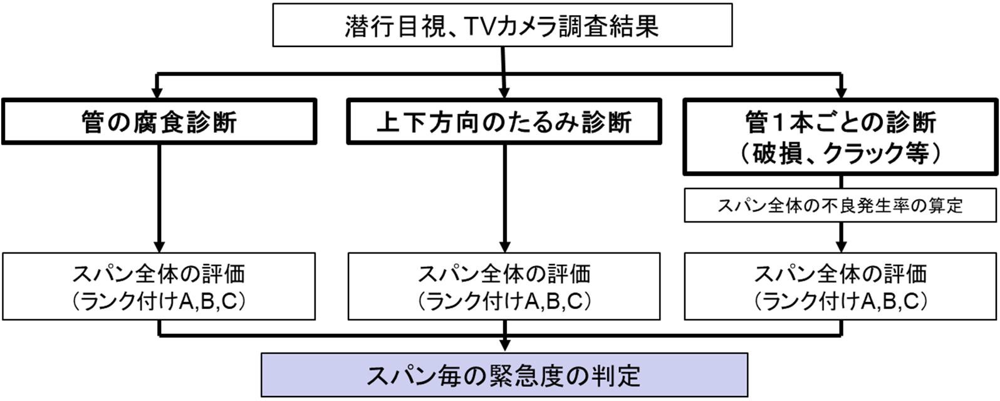 潜行目視、TVカメラ調査結果
管の腐食診断
上下方向のたるみ診断
管１本ごとの診断
（破損、クラック等）
スパン全体の不良発生率の算定
スパン全体の評価
（ランク付けA,B,C）
スパン全体の評価
（ランク付けA,B,C）
スパン全体の評価
（ランク付けA,B,C）
スパン毎の緊急度の判定